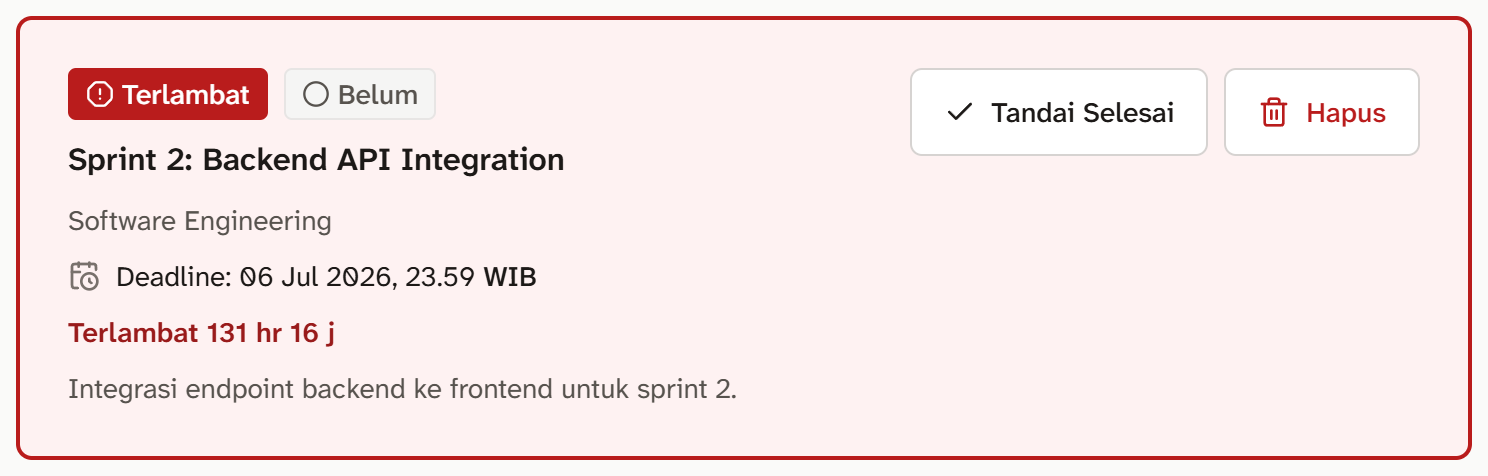 Terlambat Belum Tandai Selesai Hapus
Sprint 2: Backend API Integration
Software Engineering
Deadline: 06 Jul 2026, 23.59 WIB
Terlambat 131 hr 16 j
Integrasi endpoint backend ke frontend untuk sprint 2.